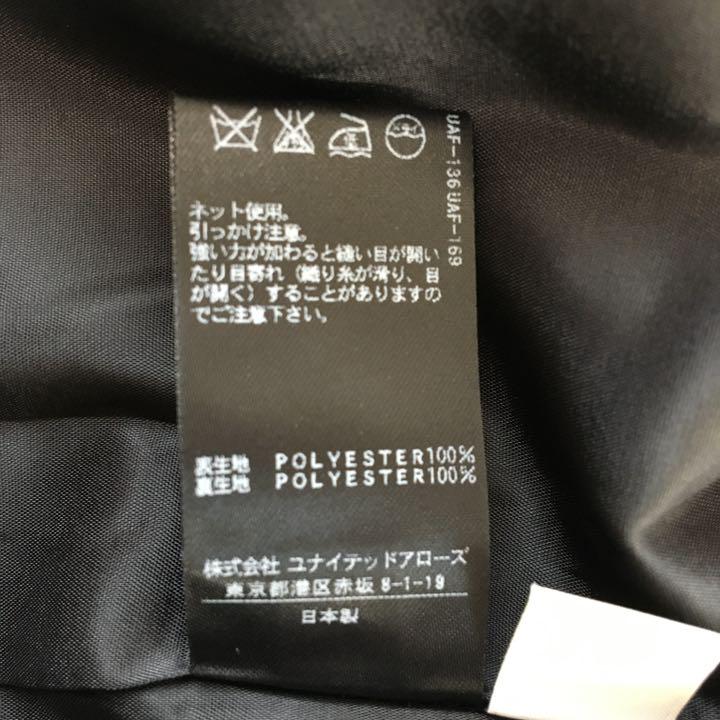 UAF-136 UAF-169
ネット使用。
引っかけ注意。
強い力が加わると縫い目が開い
たり目寄れ（織り糸が滑り、目
が開く）することがありますの
でご注意下さい。
表生地 POLYESTER100%
裏生地 POLYESTER100%
株式会社 ユナイテッドアローズ
東京都港区赤坂 8-1-19
日本製